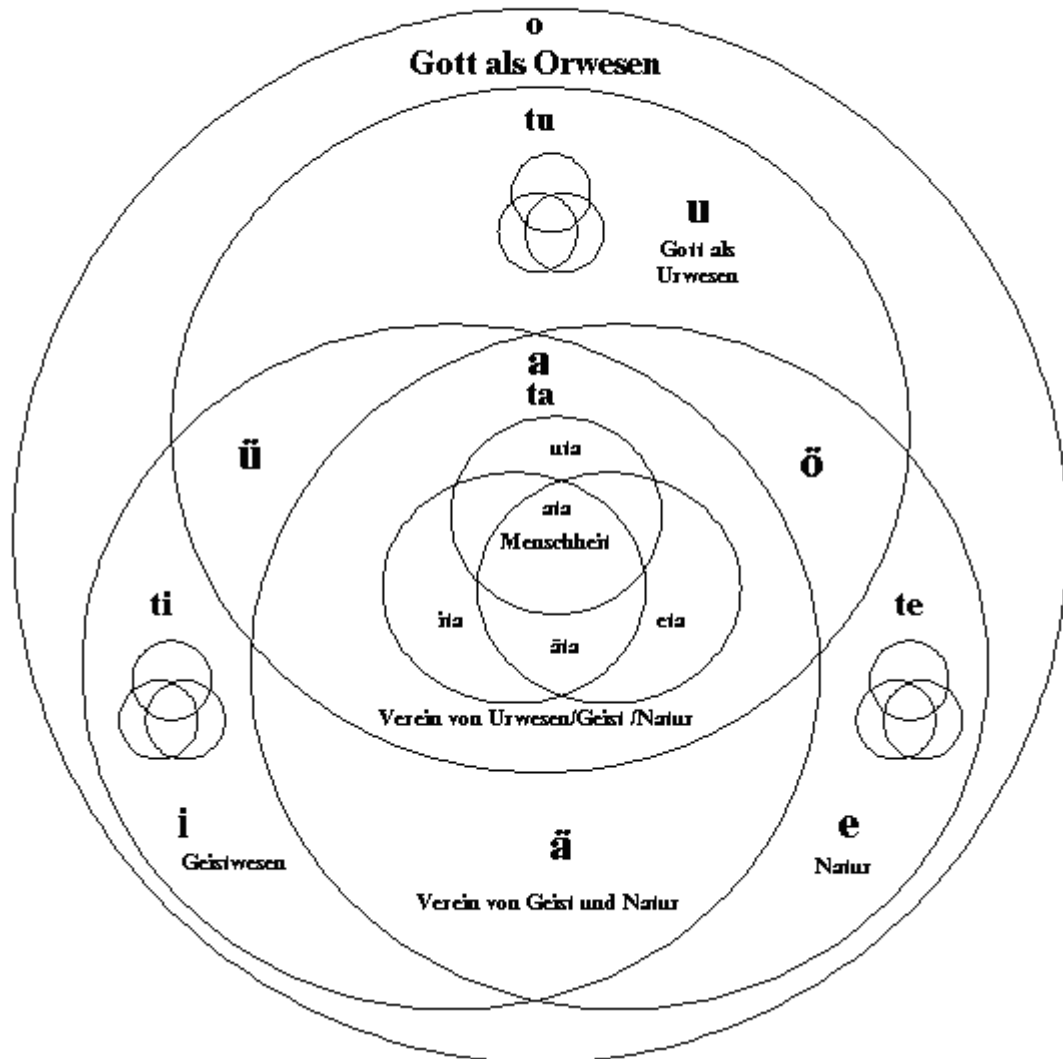 o
Gott als Orwesen
tu
u
Gott als
Urwesen
a
ta
ü
uta
ö
ata
Menschheit
ti
te
ita
eta
äta
Verein von Urwesen/Geist /Natur
i
Geistwesen
ä
e
Natur
Verein von Geist und Natur